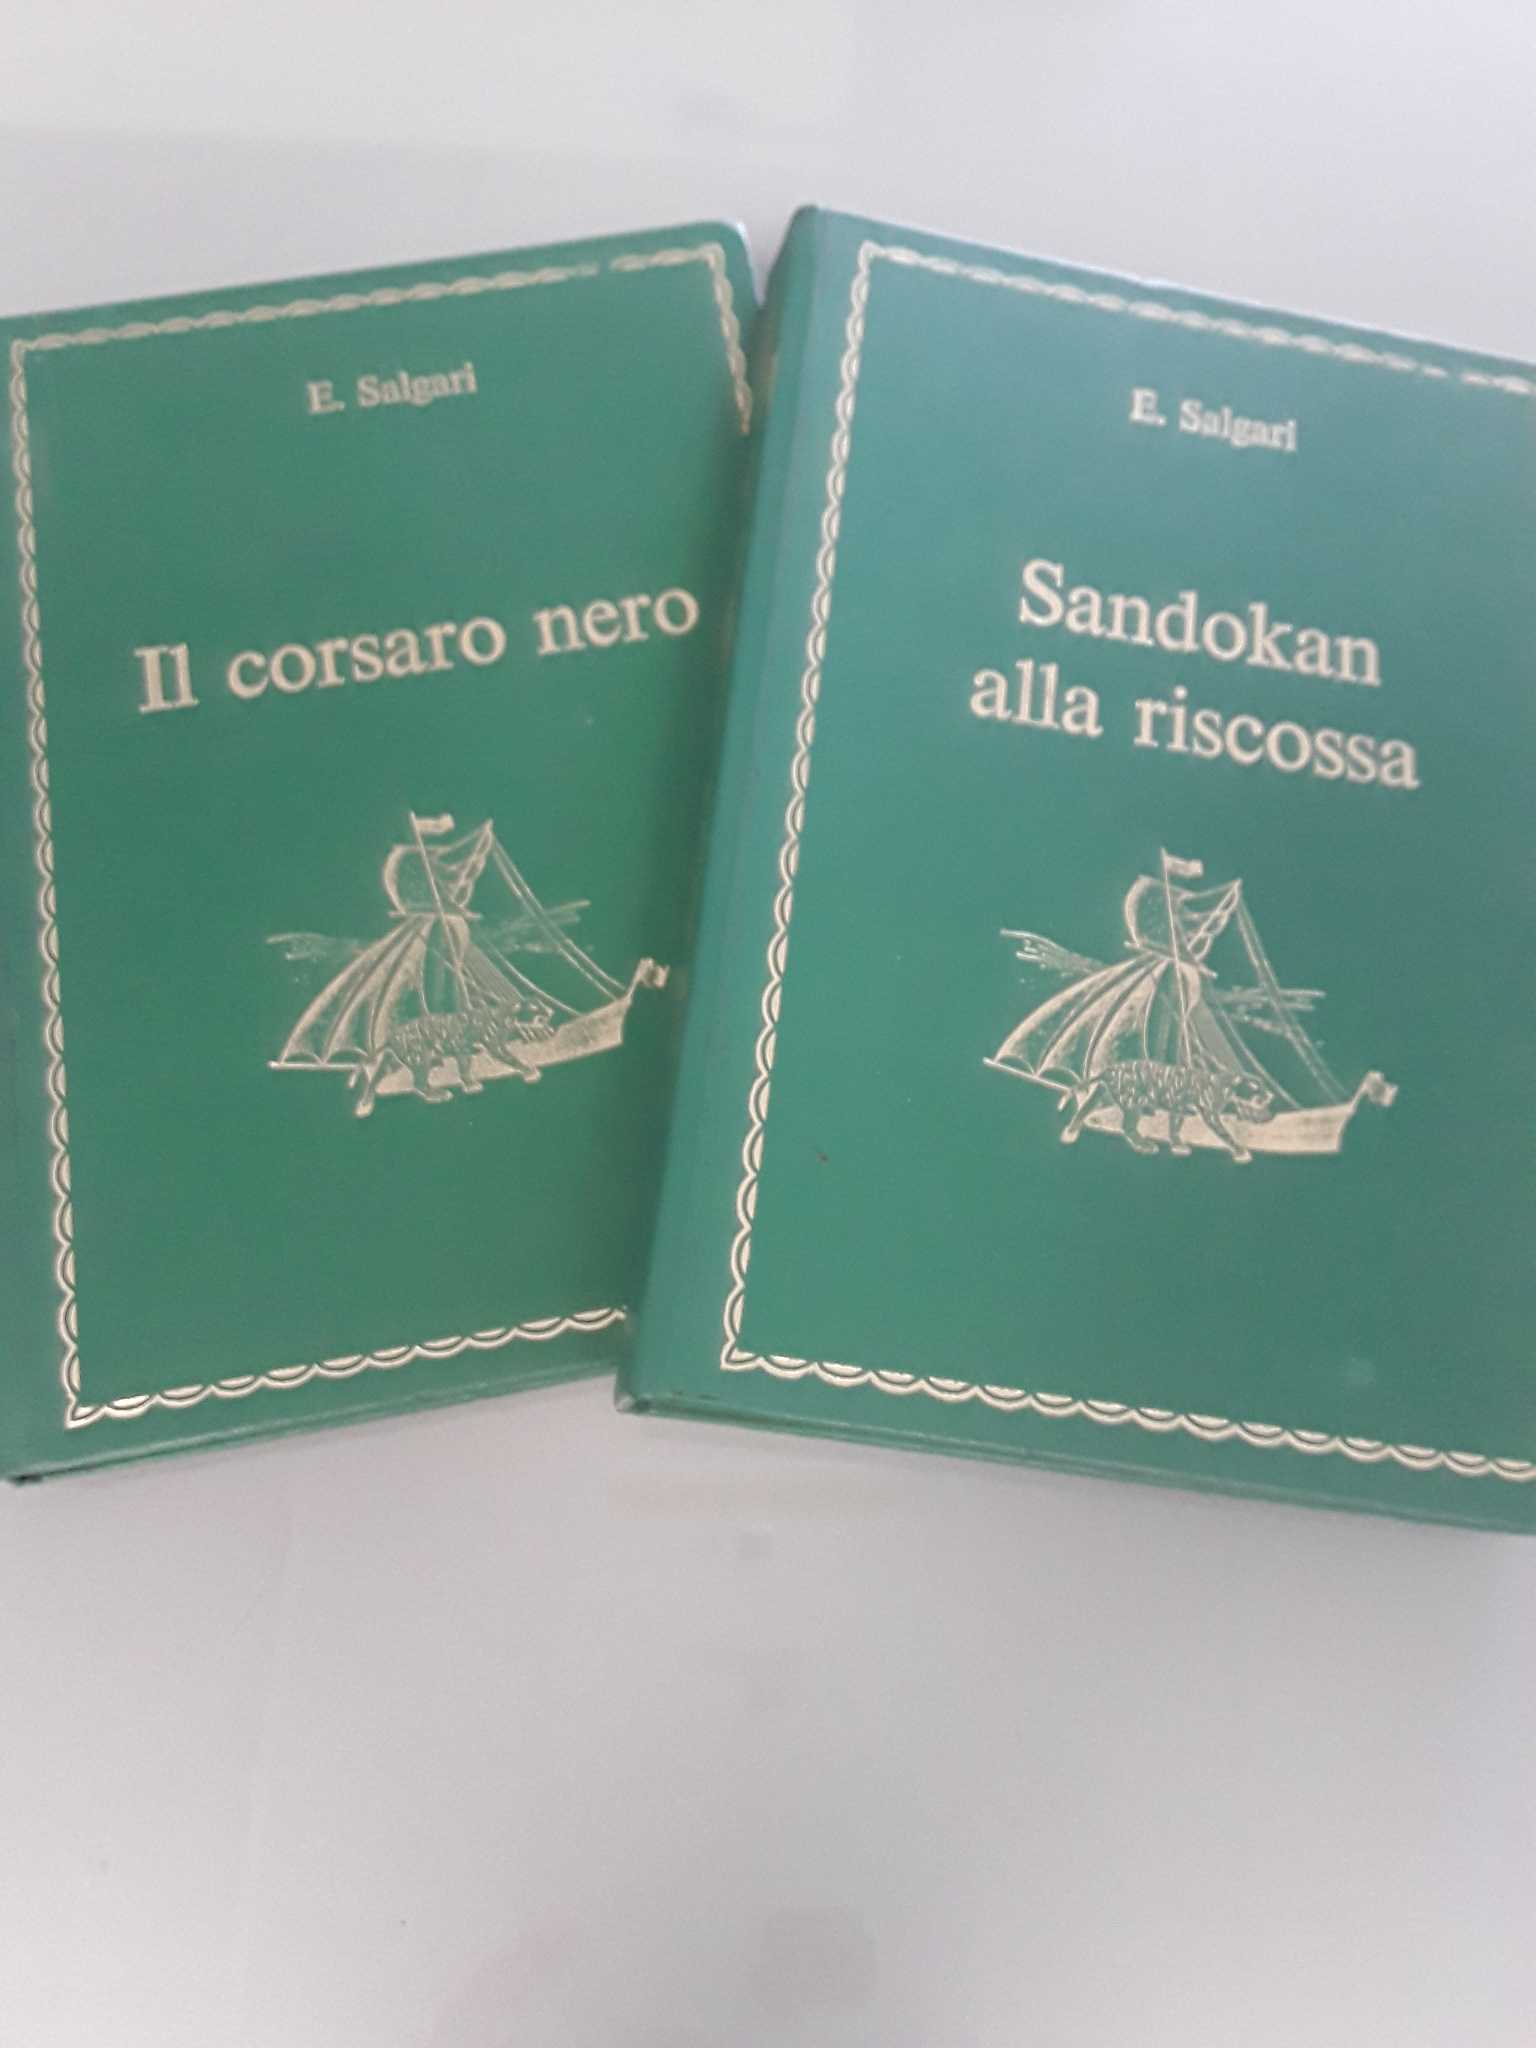 E. Salgari
Il corsaro nero
E. Salgari
Sandokan
alla riscossa